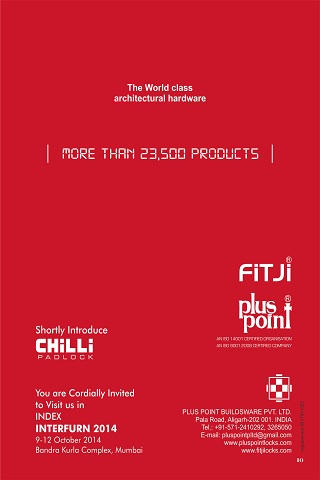 The World class
architectural hardware
MORE THAN 23,500 PRODUCTS
FiTJi®
plus point®
AN ISO 14001 CERTIFIED ORGANISATION
AN ISO 9001:2008 CERTIFIED COMPANY
Shortly Introduce
CHiLLi
PADLOCK
You are Cordially Invited
to Visit us in
INDEX
INTERFURN 2014
9-12 October 2014
Bandra Kurla Complex, Mumbai
PLUS POINT BUILDSWARE PVT. LTD.
Pala Road, Aligarh-202 001. INDIA
Tel.: +91-571-2410292, 3265050
E-mail: pluspointpltd@gmail.com
www.pluspointlocks.com
www.fitjilocks.com